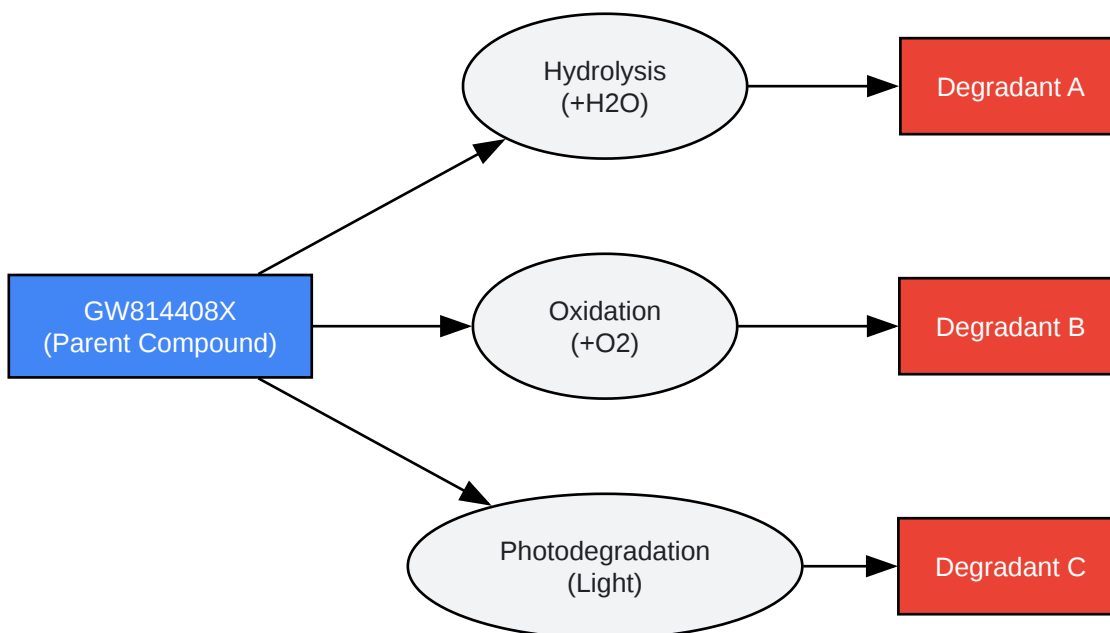 Hydrolysis
(+H2O)
Degradant A
GW814408X
(Parent Compound)
Oxidation
(+O2)
Degradant B
Photodegradation
(Light)
Degradant C